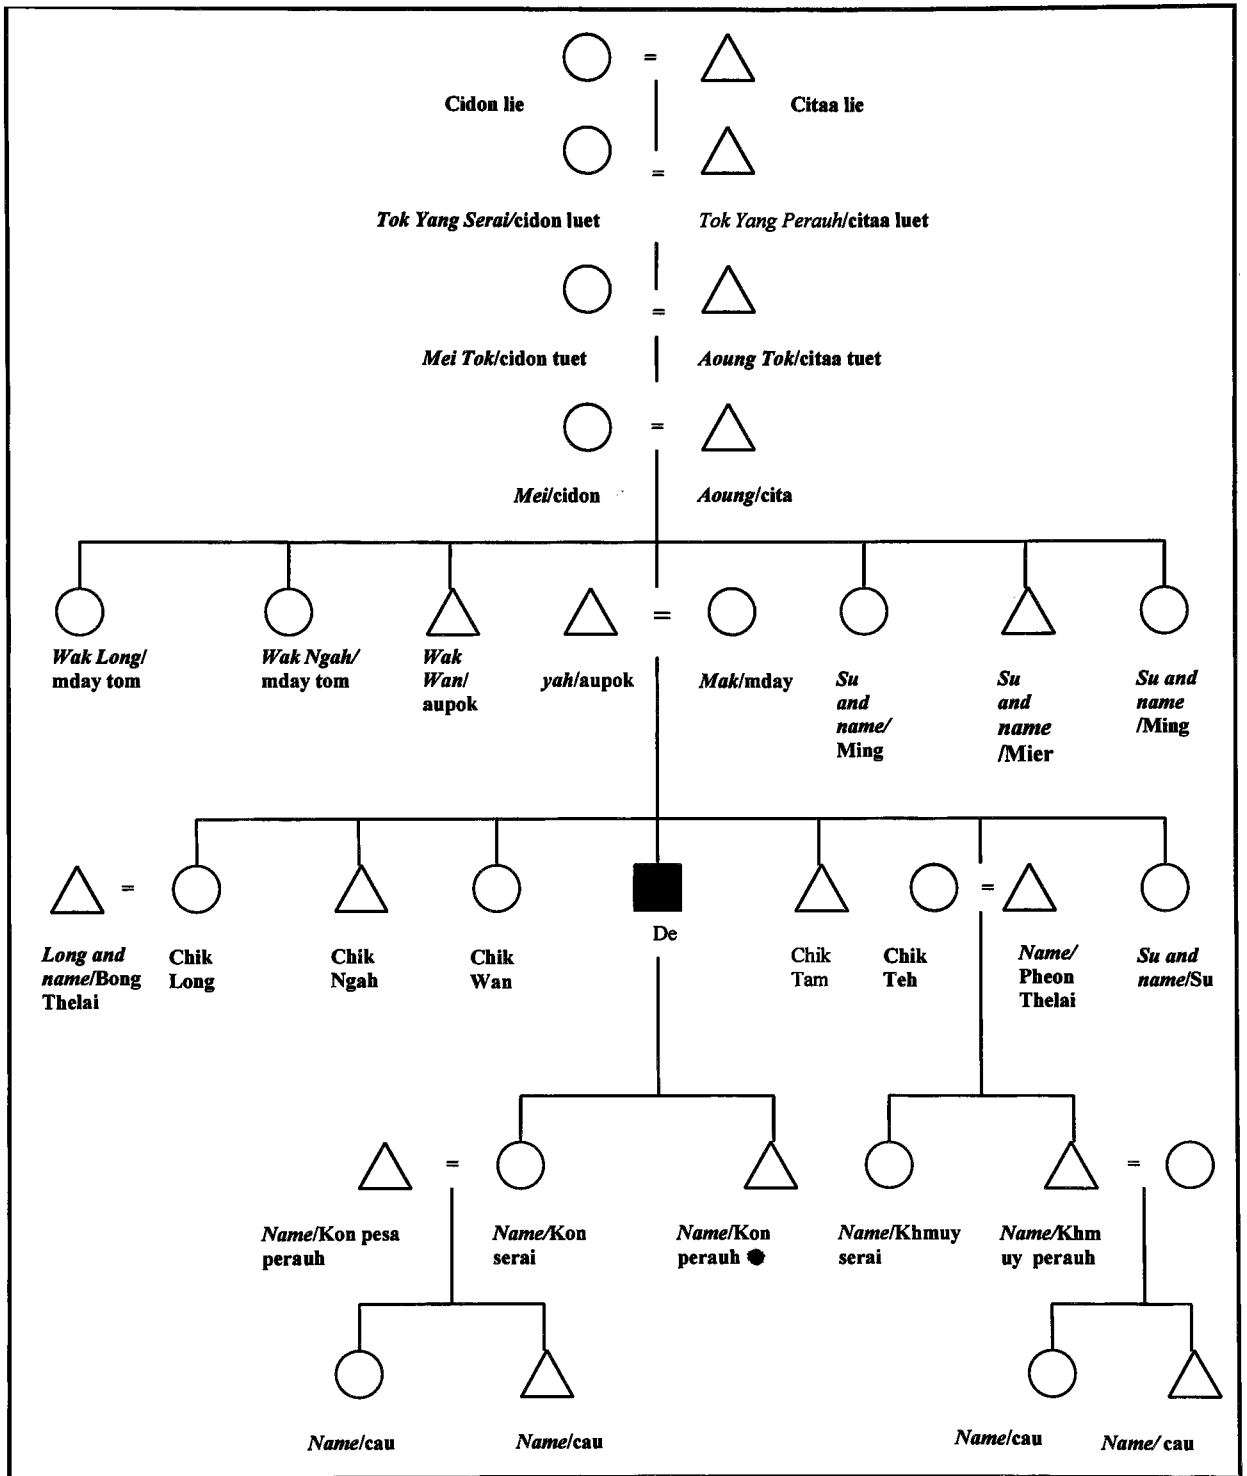 =
Cidon lie Citaa lie
=
Tok Yang Serai/cidon luet Tok Yang Perauh/citaa luet
=
Mei Tok/cidon tuet Aoung Tok/citaa tuet
=
Mei/cidon Aoung/cita
=
Wak Long/
mday tom
Wak Ngah/
mday tom
Wak
Wan/
aupok
yah/aupok
Mak/mday
Su
and
name/
Ming
Su
and
name
/Mier
Su and
name
/Ming
= =
Long and
name/Bong
Thelai
Chik
Long
Chik
Ngah
Chik
Wan
De
Chik
Tam
Chik
Teh
Name/
Pheon
Thelai
Su and
name/Su
= =
Name/Kon pesa
perauh
Name/Kon
serai
Name/Kon
perauh
Name/Khmuy
serai
Name/Khm
uy perauh
Name/cau
Name/cau
Name/cau
Name/ cau